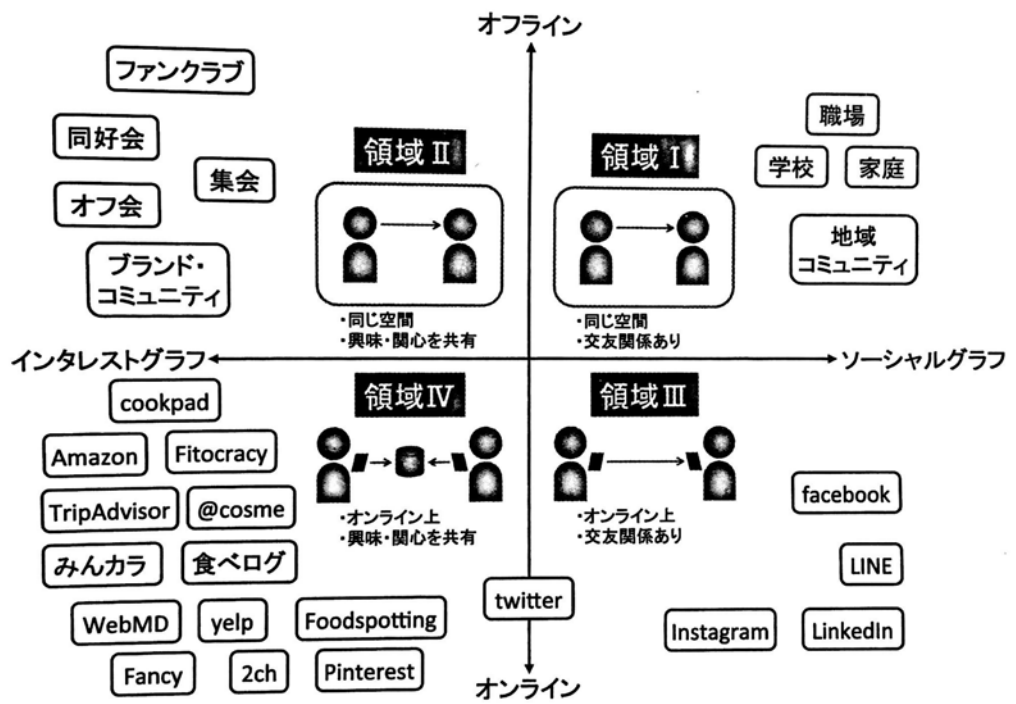 オフライン
ファンクラブ
同好会
集会
オフ会
ブランド・
コミュニティ
領域Ⅱ
・同じ空間
・興味・関心を共有
領域Ⅰ
・同じ空間
・交友関係あり
職場
学校
家庭
地域
コミュニティ
インタレストグラフ
ソーシャルグラフ
cookpad
Amazon
Fitocracy
TripAdvisor
@cosme
みんカラ
食べログ
WebMD
yelp
Foodspotting
Fancy
2ch
Pinterest
領域Ⅳ
・オンライン上
・興味・関心を共有
領域Ⅲ
・オンライン上
・交友関係あり
twitter
facebook
LINE
Instagram
LinkedIn
オンライン